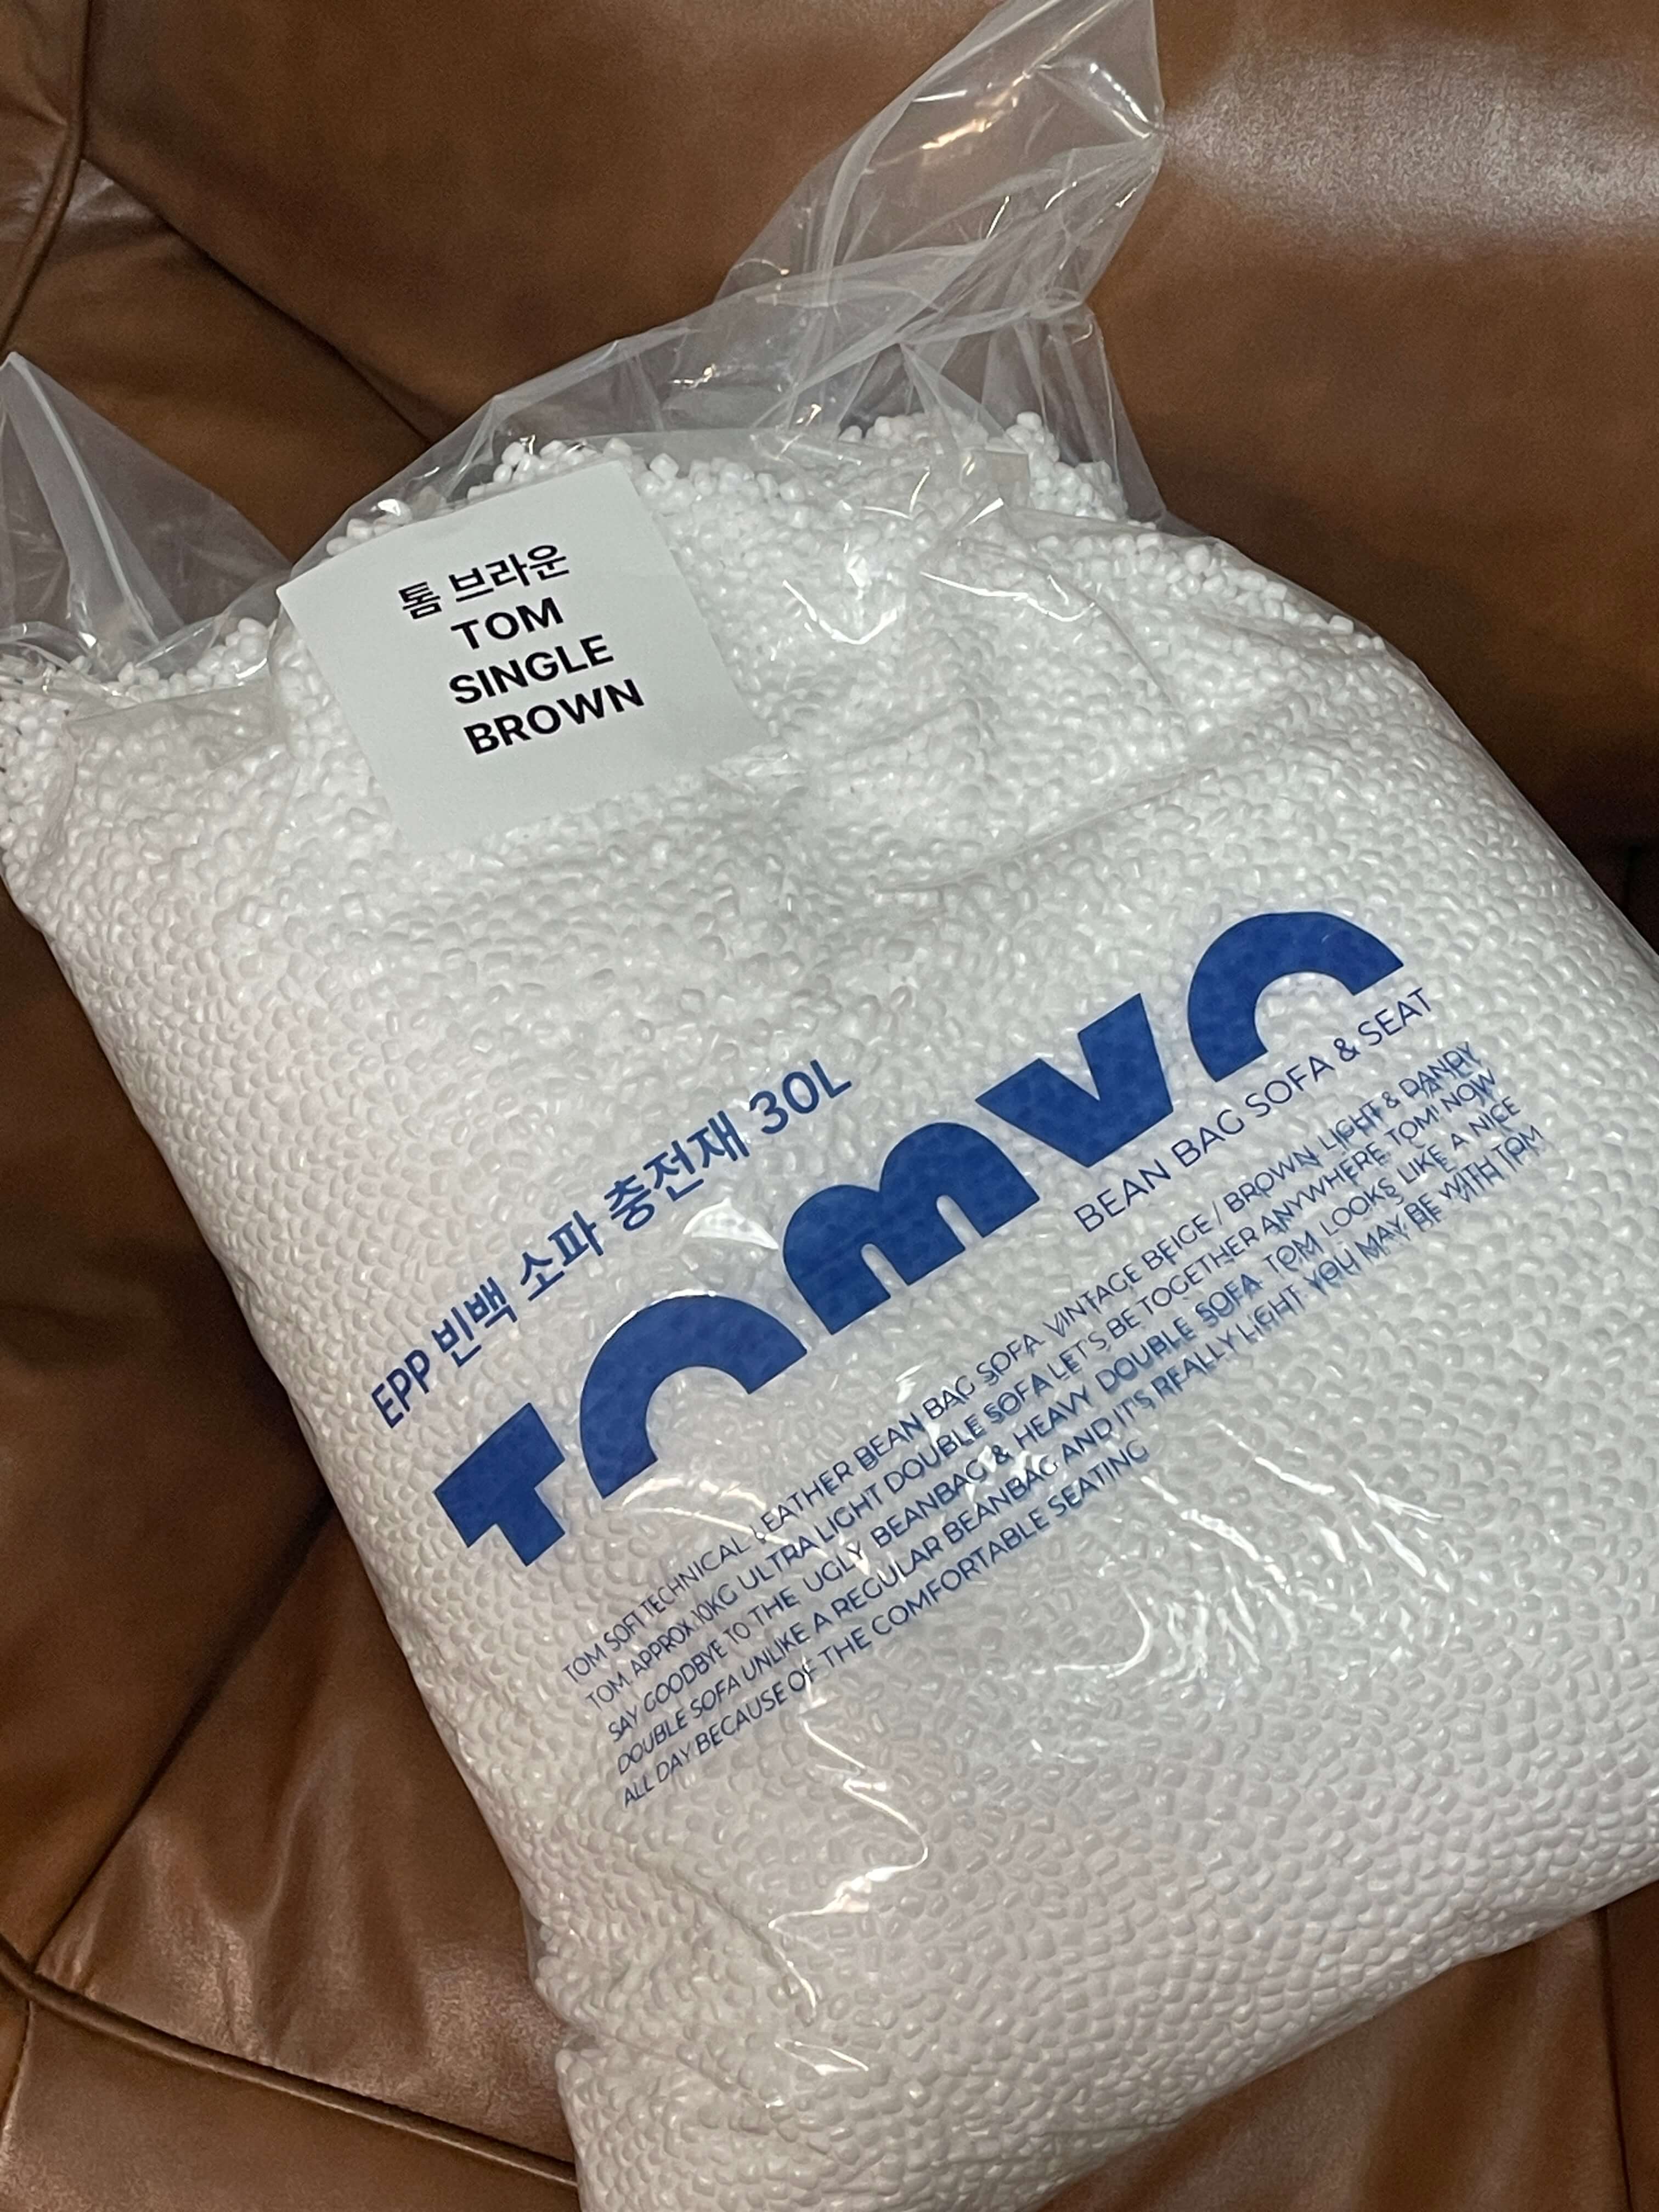 톰 브라운
TOM
SINGLE
BROWN
EPP 빈백 소파 충전재 30L
Tomvo
BEAN BAG SOFA & SEAT
TOM SOFT TECHNICAL LEATHER BEAN BAG SOFA VINTAGE BEIGE / BROWN LIGHT & DANDY
TOM APPROX.10KG ULTRA LIGHT DOUBLE SOFA LET'S BE TOGETHER ANYWHERE TOM! NOW
SAY GOODBYE TO THE UGLY BEANBAG & HEAVY DOUBLE SOFA TOM LOOKS LIKE A NICE
DOUBLE SOFA UNLIKE A REGULAR BEANBAG AND IT'S REALLY LIGHT YOU MAY BE WITH TOM
ALL DAY BECAUSE OF THE COMFORTABLE SEATING